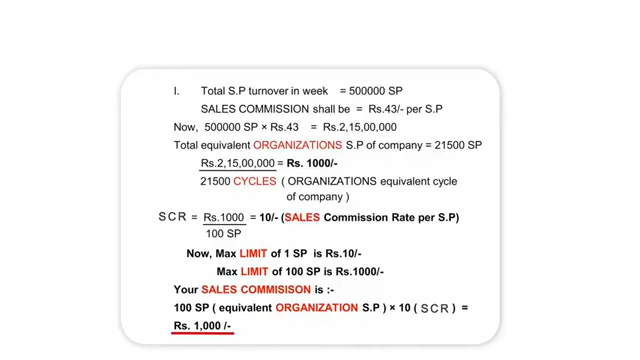 I. Total S.P turnover in week = 500000 SP
SALES COMMISSION shall be = Rs.43/- per S.P
Now, 500000 SP × Rs.43 = Rs.2,15,00,000
Total equivalent ORGANIZATIONS S.P of company = 21500 SP
Rs.2,15,00,000 = Rs. 1000/-
21500 CYCLES ( ORGANIZATIONS equivalent cycle
of company )
SCR = Rs.1000 = 10/- (SALES Commission Rate per S.P)
100 SP
Now, Max LIMIT of 1 SP is Rs.10/-
Max LIMIT of 100 SP is Rs.1000/-
Your SALES COMMISISON is :-
100 SP ( equivalent ORGANIZATION S.P ) × 10 ( SCR ) =
Rs. 1,000 /-